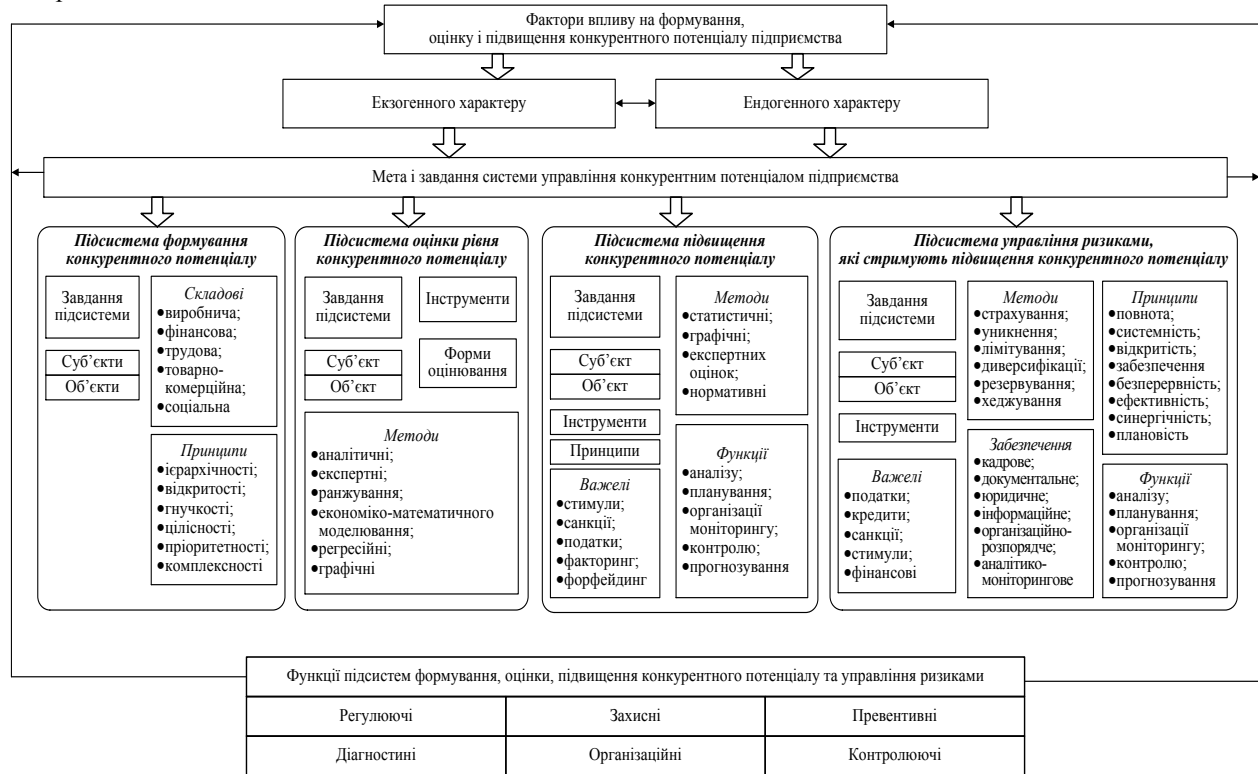 Фактори впливу на формування,
оцінку і підвищення конкурентного потенціалу підприємства
Екзогенного характеру
Ендогенного характеру
Мета і завдання системи управління конкурентним потенціалом підприємства
Підсистема формування
конкурентного потенціалу
Завдання
підсистеми
Суб’єкти
Об’єкти
Складові
●виробнича;
●фінансова;
●трудова;
●товарно-
комерційна;
●соціальна
Принципи
●ієрархічності;
●відкритості;
●гнучкості;
●цілісності;
●пріоритетності;
●комплексності
Підсистема оцінки рівня
конкурентного потенціалу
Завдання
підсистеми
Суб’єкт
Об’єкт
Інструменти
Форми
оцінювання
Методи
●аналітичні;
●експертні;
●ранжування;
●економіко-математичного
моделювання;
●регресійні;
●графічні
Підсистема підвищення
конкурентного потенціалу
Завдання
підсистеми
Суб’єкт
Об’єкт
Інструменти
Принципи
Важелі
●стимули;
●санкції;
●податки;
●факторинг;
●форфейдинг
Методи
●статистичні;
●графічні;
●експертних
оцінок;
●нормативні
Функції
●аналізу;
●планування;
●організації
моніторингу;
●контролю;
●прогнозування
Підсистема управління ризиками,
які стримують підвищення конкурентного потенціалу
Завдання
підсистеми
Суб’єкт
Об’єкт
Інструменти
Важелі
●податки;
●кредити;
●санкції;
●стимули;
●фінансові
Методи
●страхування;
●уникнення;
●лімітування;
●диверсифікації;
●резервування;
●хеджування
Забезпечення
●кадрове;
●документальне;
●юридичне;
●інформаційне;
●організаційно-
розпорядче;
●аналітико-
моніторингове
Принципи
●повнота;
●системність;
●відкритість;
●забезпечення
●безперервність;
●ефективність;
●синергічність;
●плановість
Функції
●аналізу;
●планування;
●організації
моніторингу;
●контролю;
●прогнозування
Функції підсистем формування, оцінки, підвищення конкурентного потенціалу та управління ризиками
Регулюючі
Захисні
Превентивні
Діагностині
Організаційні
Контролюючі